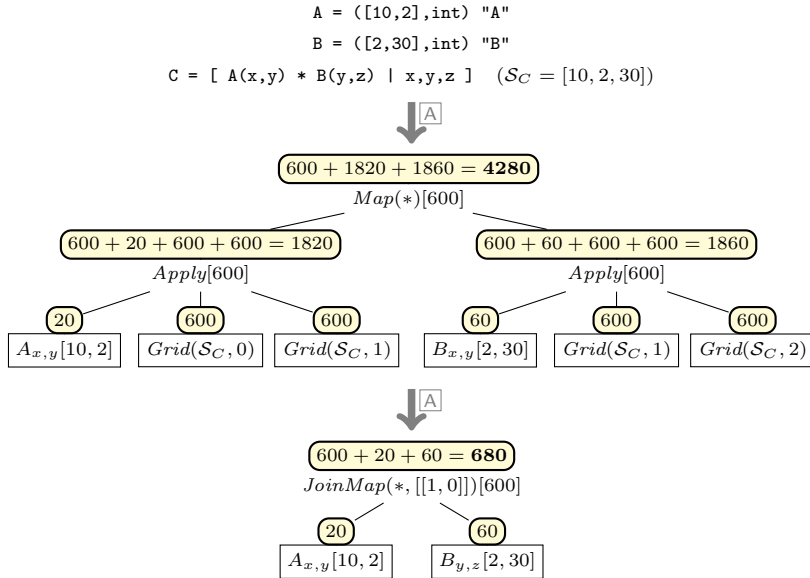 A = ([10,2],int) "A"
B = ([2,30],int) "B"
C = [ A(x,y) * B(y,z) | x,y,z ] (𝒮_C = [10, 2, 30])
A
600 + 1820 + 1860 = 4280
Map(∗)[600]
600 + 20 + 600 + 600 = 1820 600 + 60 + 600 + 600 = 1860
Apply[600] Apply[600]
20 600 600 60 600 600
A_{x,y}[10, 2] Grid(𝒮_C, 0) Grid(𝒮_C, 1) B_{x,y}[2, 30] Grid(𝒮_C, 1) Grid(𝒮_C, 2)
A
600 + 20 + 60 = 680
JoinMap(∗, [[1, 0]])[600]
20 60
A_{x,y}[10, 2] B_{y,z}[2, 30]